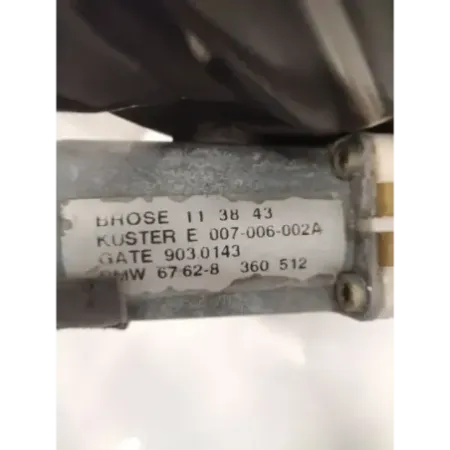 BROSE 11 38 43
KUSTER E 007-006-002A
GATE 903.0143
BMW 67.62-8 360 512